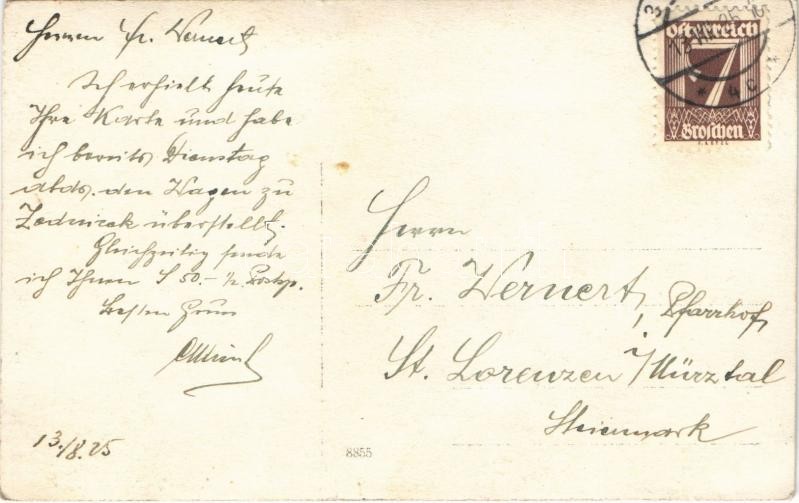 Herrn Fr. Wernert
Ich erhielt heute
Ihre Karte und habe
ich bereits Dienstag
abds. den Wagen zu
überstellt.
Gleichzeitig sende
ich Ihnen S 50.-
Besten Gruss
13./8.25
Österreich
7
Groschen
Herrn
Fr. Wernert, Pfarrhof,
St. Lorenzen i/Mürztal
Steiermark
8855